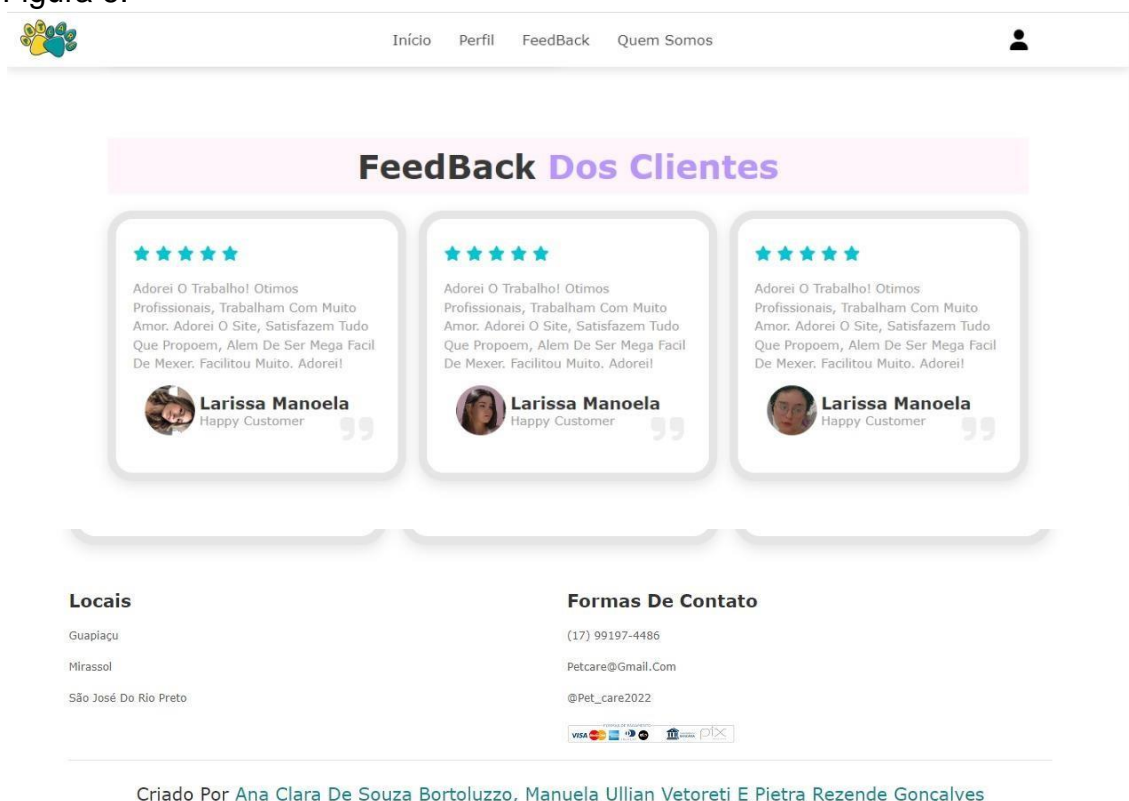 Início Perfil FeedBack Quem Somos
FeedBack Dos Clientes
Adorei O Trabalho! Otimos
Profissionais, Trabalham Com Muito
Amor. Adorei O Site, Satisfazem Tudo
Que Propoem, Alem De Ser Mega Facil
De Mexer. Facilitou Muito. Adorei!
Larissa Manoela
Happy Customer
Adorei O Trabalho! Otimos
Profissionais, Trabalham Com Muito
Amor. Adorei O Site, Satisfazem Tudo
Que Propoem, Alem De Ser Mega Facil
De Mexer. Facilitou Muito. Adorei!
Larissa Manoela
Happy Customer
Adorei O Trabalho! Otimos
Profissionais, Trabalham Com Muito
Amor. Adorei O Site, Satisfazem Tudo
Que Propoem, Alem De Ser Mega Facil
De Mexer. Facilitou Muito. Adorei!
Larissa Manoela
Happy Customer
Locais
Guapiaçu
Mirassol
São José Do Rio Preto
Formas De Contato
(17) 99197-4486
Petcare@Gmail.Com
@Pet_care2022
VISA pix
Criado Por Ana Clara De Souza Bortoluzzo, Manuela Ullian Vetoreti E Pietra Rezende Gonçalves